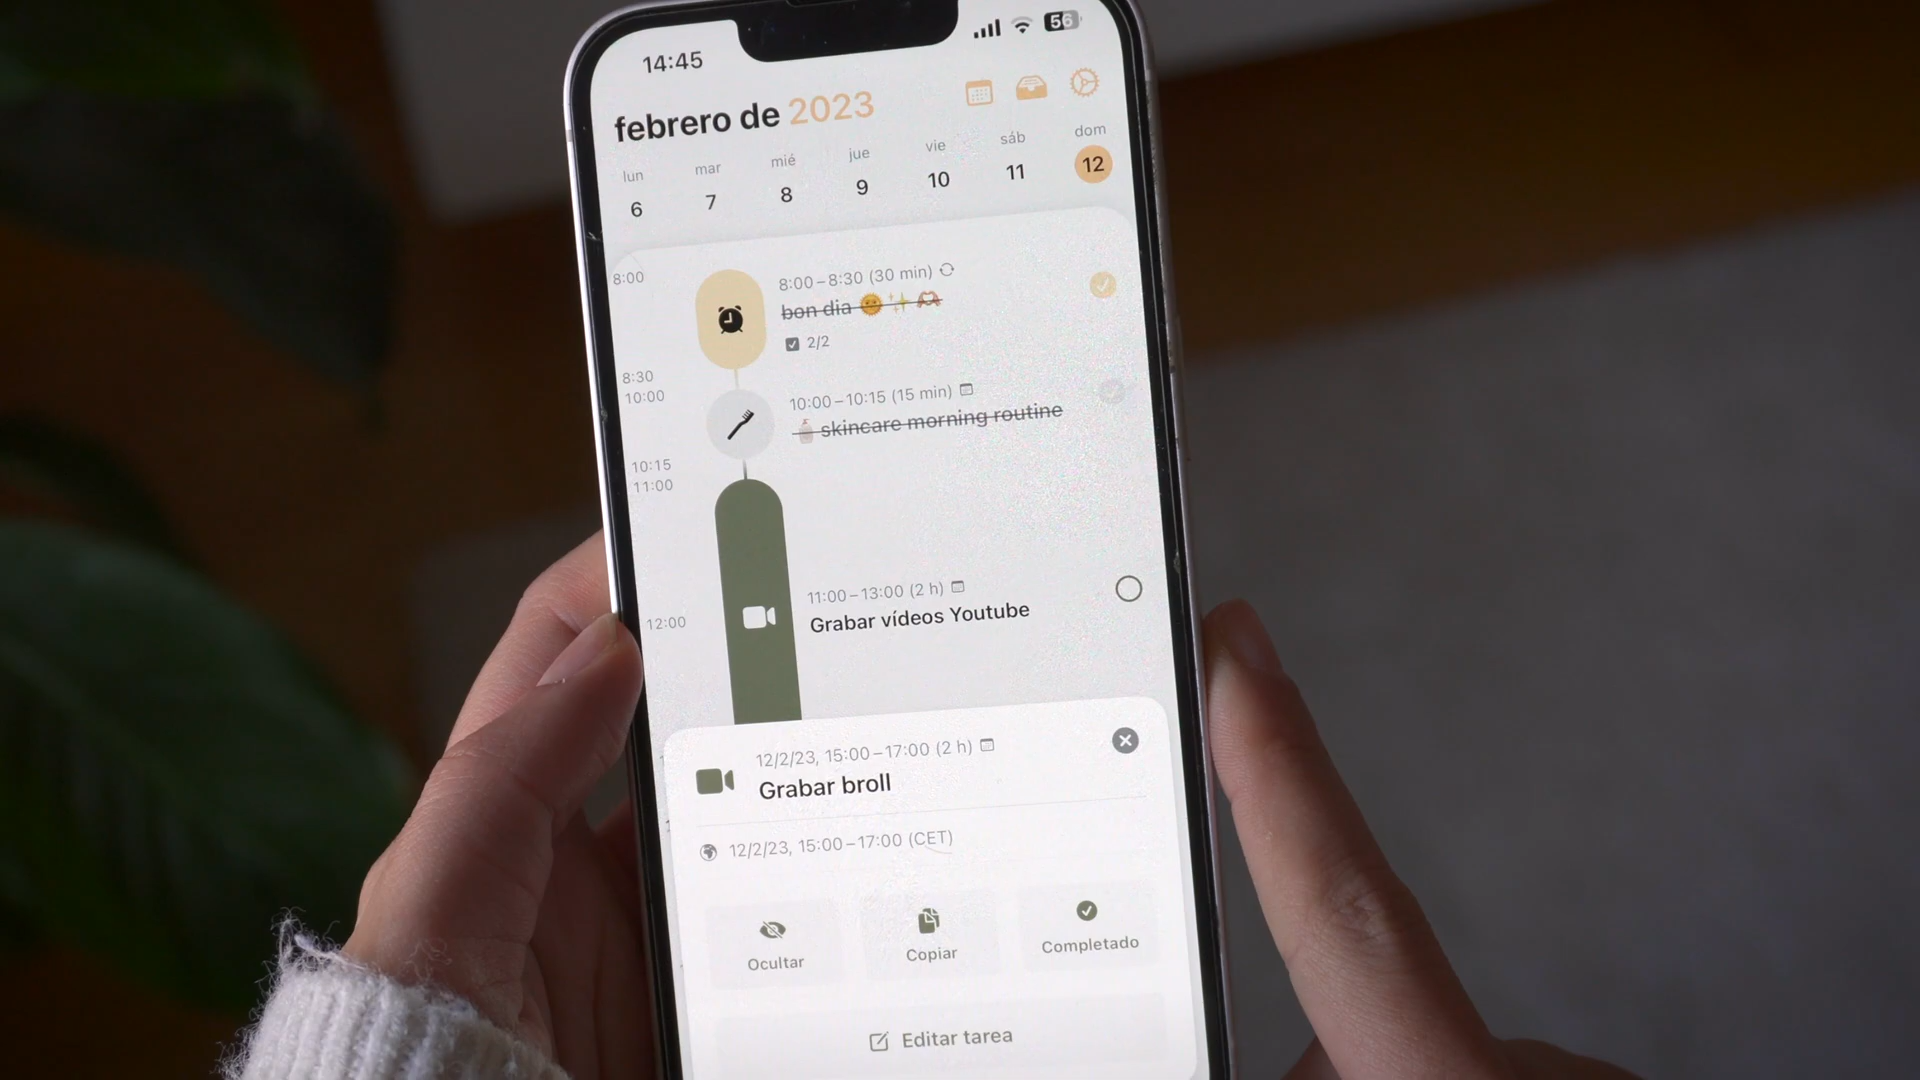 14:45
56
febrero de 2023
lun mar mié jue vie sáb dom
6 7 8 9 10 11 12
8:00
8:00–8:30 (30 min)
bon dia 🌞✨🫶
2/2
8:30
10:00
10:00–10:15 (15 min)
🧴 skincare morning routine
10:15
11:00
11:00–13:00 (2 h)
Grabar vídeos Youtube
12:00
12/2/23, 15:00–17:00 (2 h)
Grabar broll
12/2/23, 15:00–17:00 (CET)
Ocultar
Copiar
Completado
Editar tarea